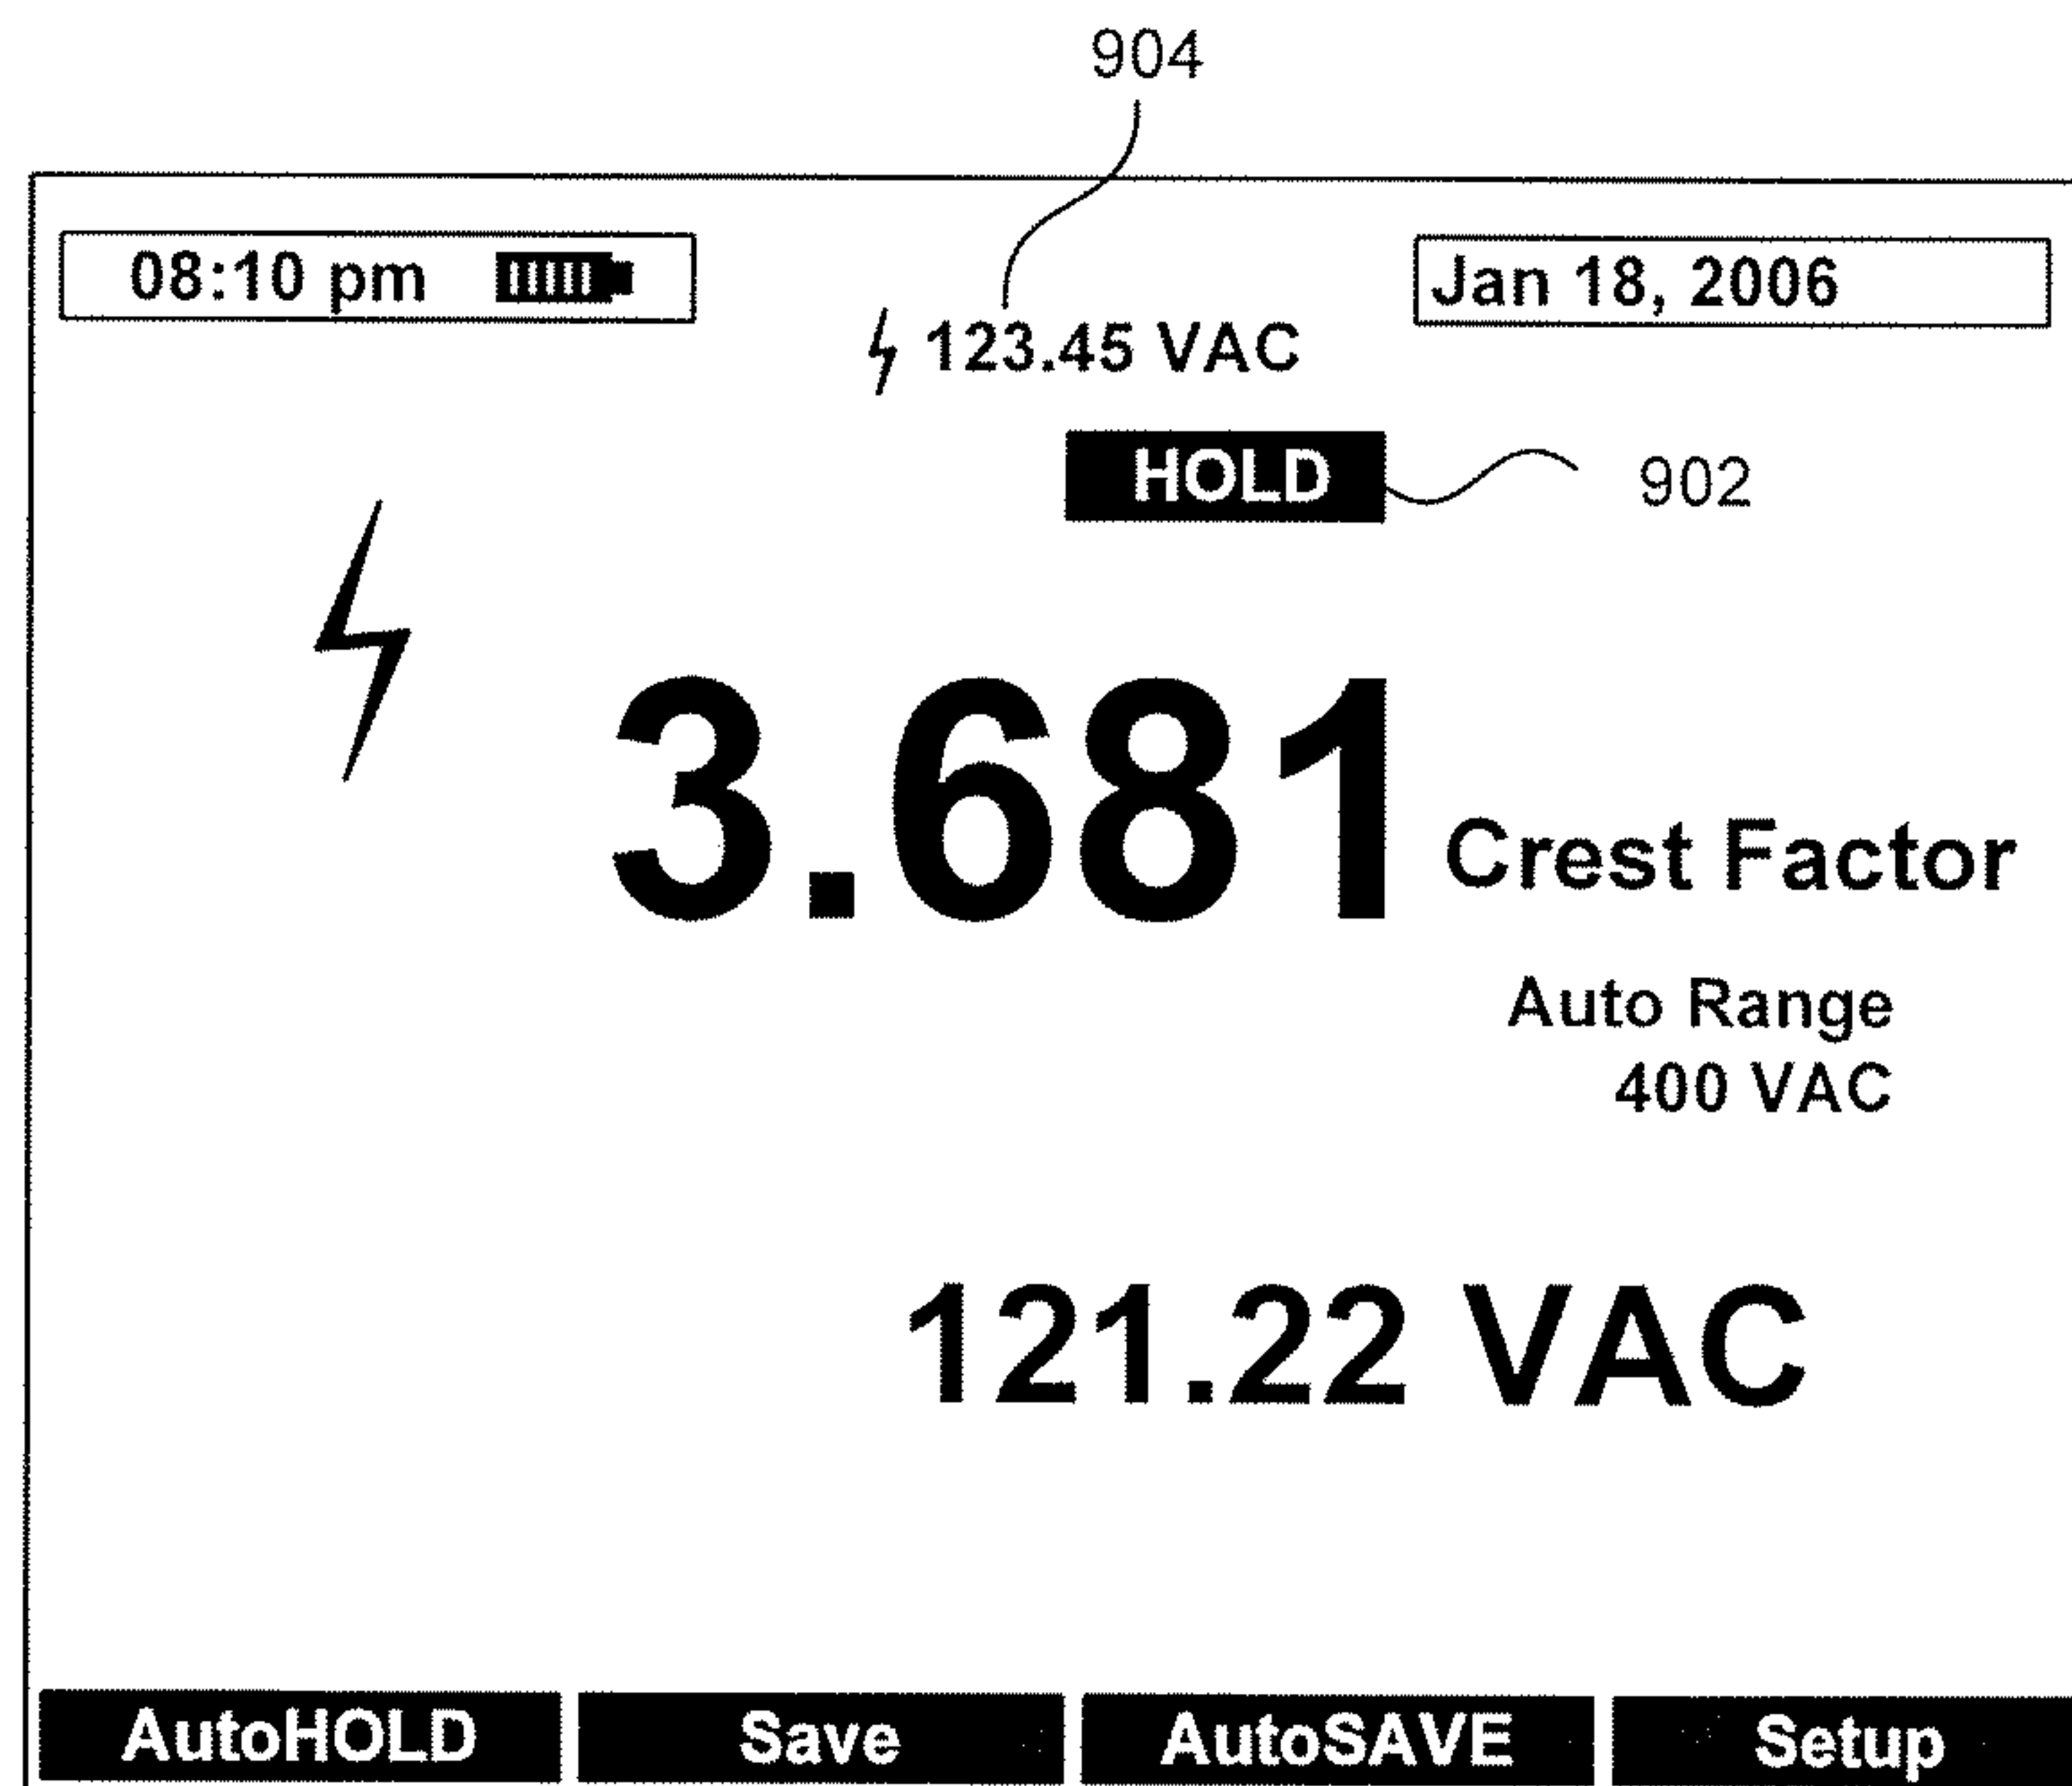 904
08:10 pm
Jan 18, 2006
123.45 VAC
HOLD
902
3.681 Crest Factor
Auto Range
400 VAC
121.22 VAC
AutoHOLD Save AutoSAVE Setup